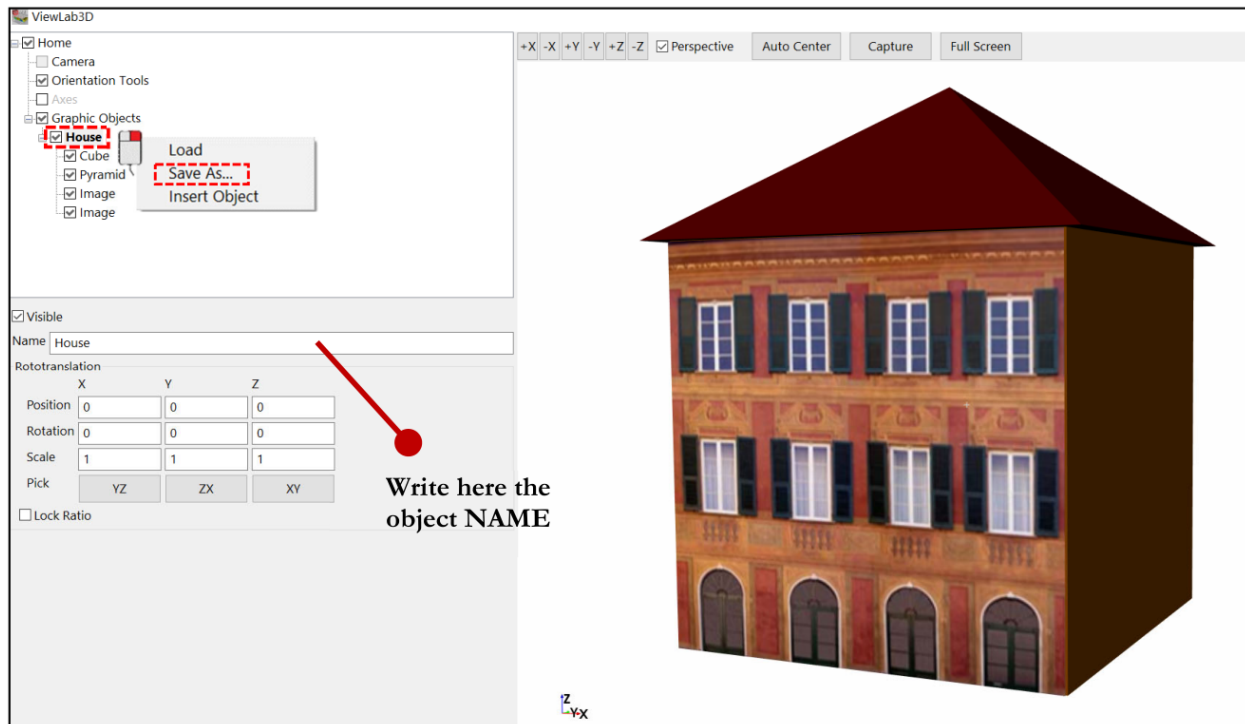 ViewLab3D
Home
Camera
Orientation Tools
Axes
Graphic Objects
House
Cube
Pyramid
Image
Image
Load
Save As...
Insert Object
+X -X +Y -Y +Z -Z Perspective Auto Center Capture Full Screen
Visible
Name House
Rototranslation
X Y Z
Position 0 0 0
Rotation 0 0 0
Scale 1 1 1
Pick YZ ZX XY
Lock Ratio
Write here the
object NAME
Z
Y X